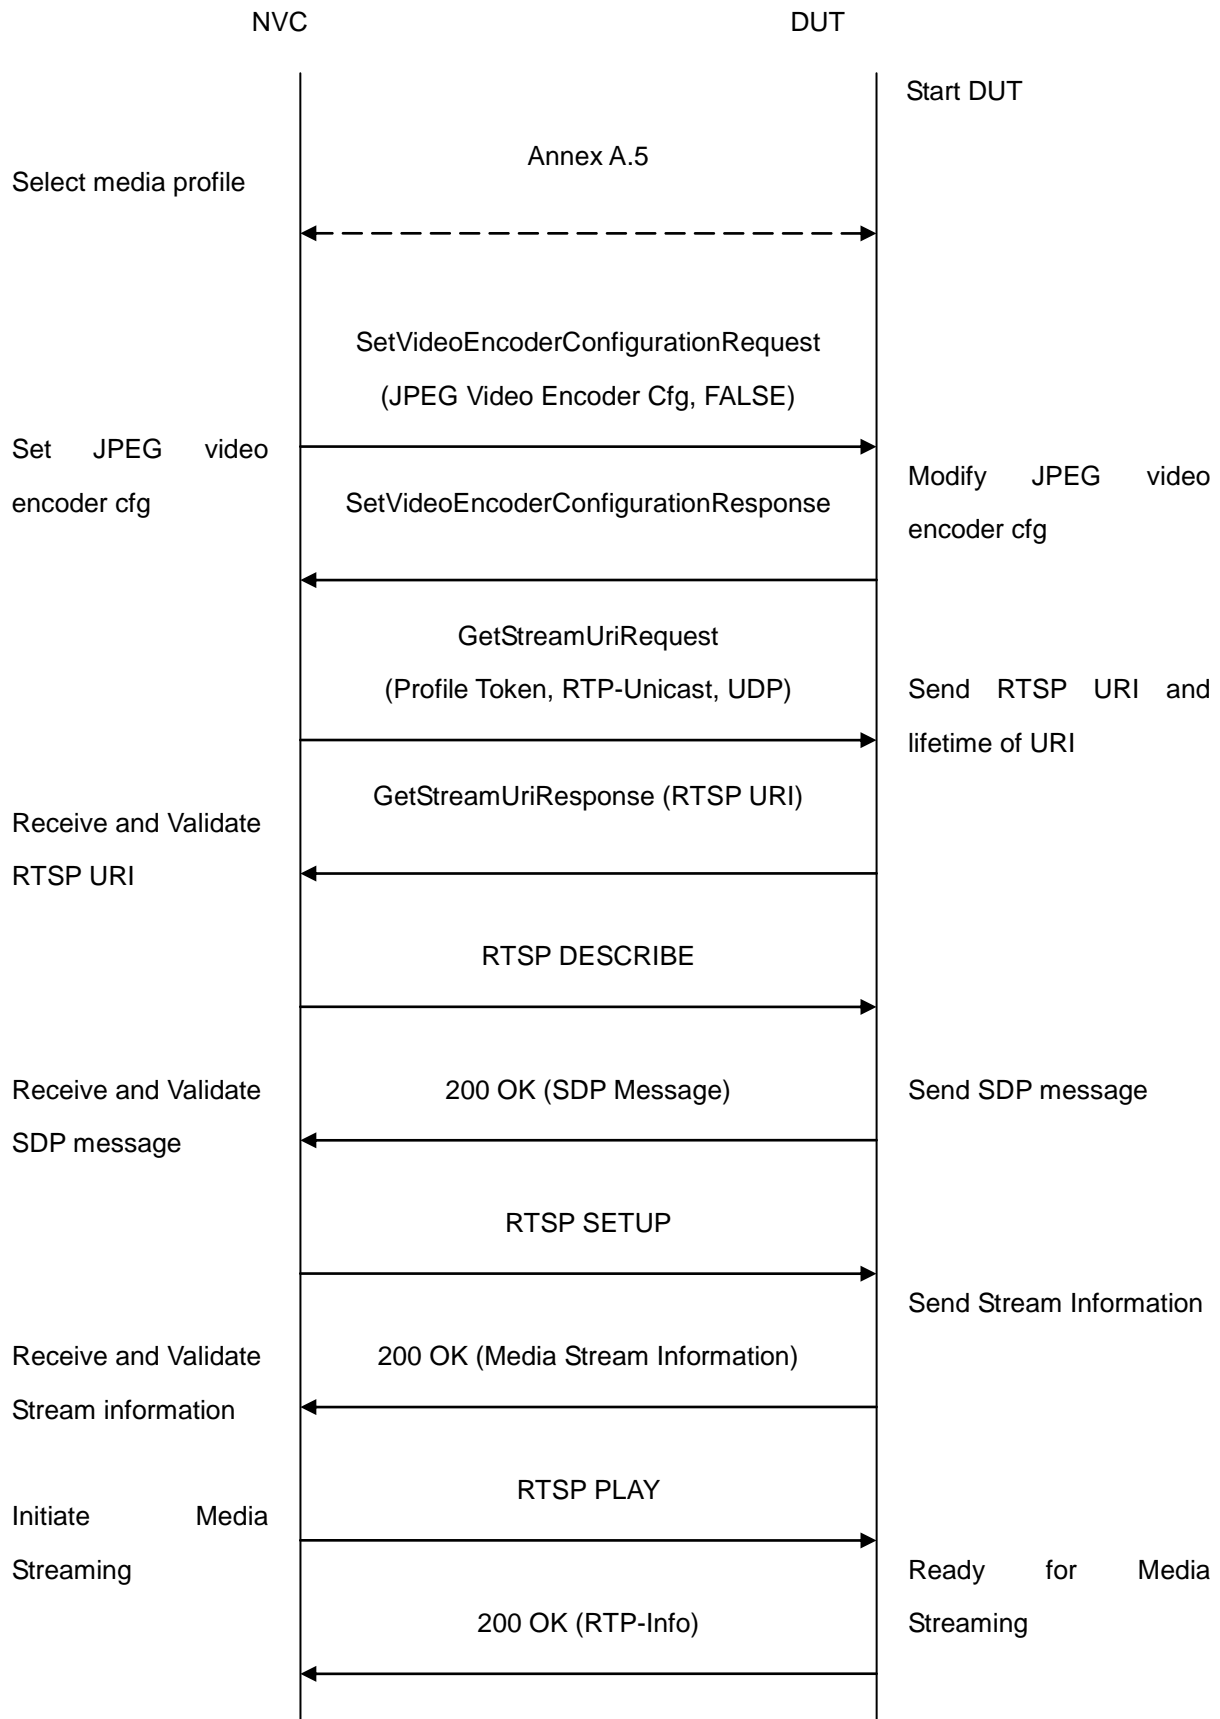 NVC DUT
Start DUT
Annex A.5
Select media profile
SetVideoEncoderConfigurationRequest
(JPEG Video Encoder Cfg, FALSE)
Set JPEG video
encoder cfg
Modify JPEG video
encoder cfg
SetVideoEncoderConfigurationResponse
GetStreamUriRequest
(Profile Token, RTP-Unicast, UDP)
Send RTSP URI and
lifetime of URI
GetStreamUriResponse (RTSP URI)
Receive and Validate
RTSP URI
RTSP DESCRIBE
Receive and Validate
SDP message
200 OK (SDP Message)
Send SDP message
RTSP SETUP
Send Stream Information
Receive and Validate
Stream information
200 OK (Media Stream Information)
RTSP PLAY
Initiate Media
Streaming
Ready for Media
Streaming
200 OK (RTP-Info)